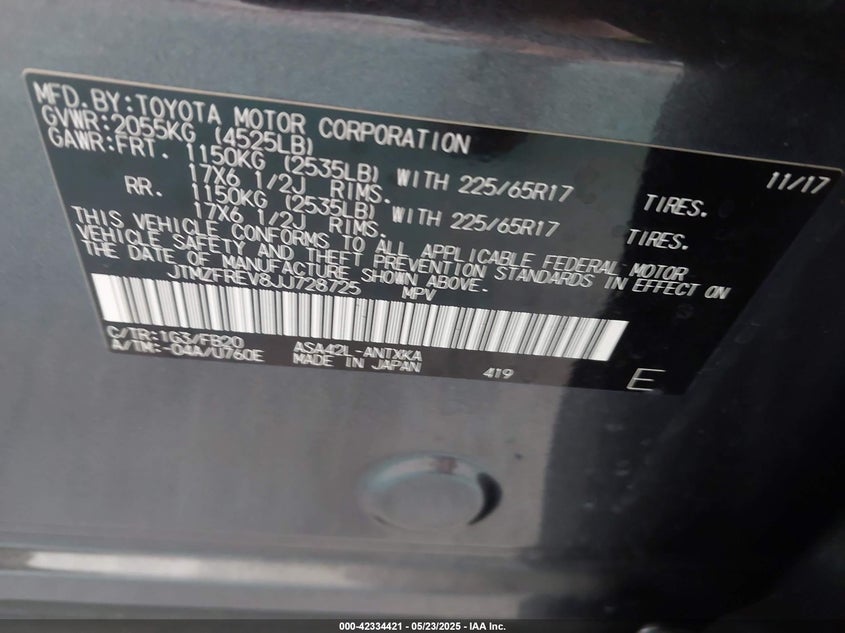 MFD.BY:TOYOTA MOTOR CORPORATION 11/17
GVWR:2055KG (4525LB)
GAWR:FRT. 1150KG (2535LB) WITH 225/65R17 TIRES.
17X6 1/2J RIMS.
RR. 1150KG (2535LB) WITH 225/65R17 TIRES.
17X6 1/2J RIMS.
THIS VEHICLE CONFORMS TO ALL APPLICABLE FEDERAL MOTOR
VEHICLE SAFETY AND THEFT PREVENTION STANDARDS IN EFFECT ON
THE DATE OF MANUFACTURE SHOWN ABOVE.
JTMZFREV8JJ728725 MPV
C/TR:1G3/FB20 ASA42L-ANTXKA
A/TM:-04A/U760E MADE IN JAPAN 419 E
000-42334421 - 05/23/2025 - IAA Inc.